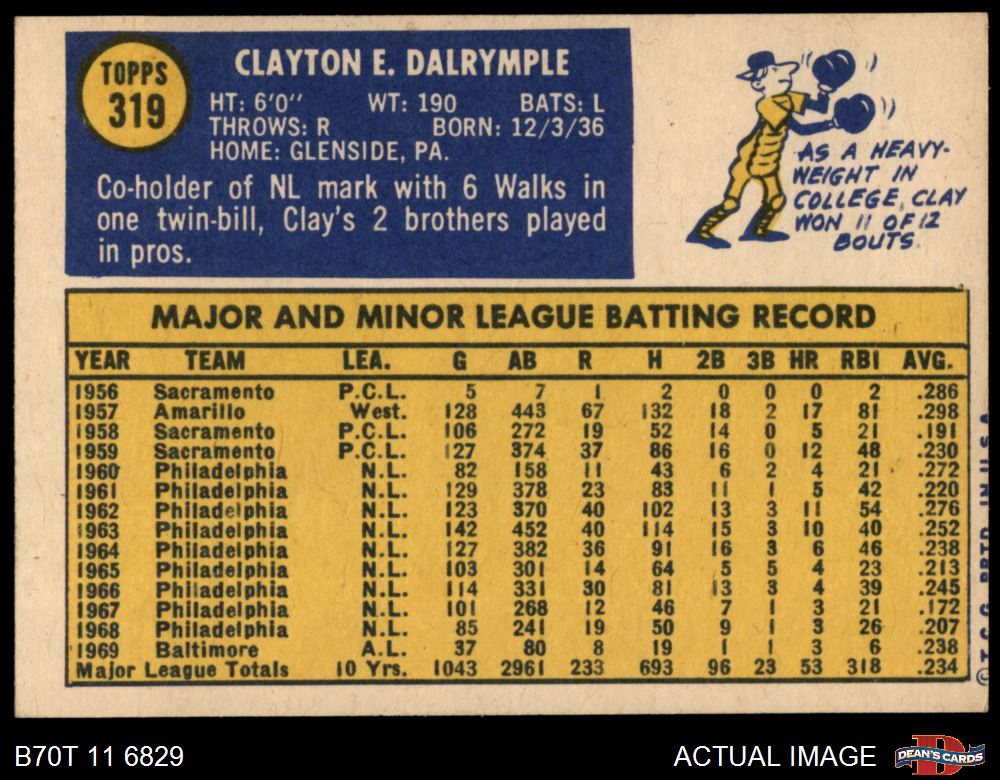 TOPPS
319
CLAYTON E. DALRYMPLE
HT: 6'0" WT: 190 BATS: L
THROWS: R BORN: 12/3/36
HOME: GLENSIDE, PA.
Co-holder of NL mark with 6 Walks in
one twin-bill, Clay's 2 brothers played
in pros.
AS A HEAVY-
WEIGHT IN
COLLEGE, CLAY
WON 11 OF 12
BOUTS.
MAJOR AND MINOR LEAGUE BATTING RECORD
YEAR TEAM LEA. G AB R H 2B 3B HR RBI AVG.
1956 Sacramento P.C.L. 5 7 1 2 0 0 0 2 .286
1957 Amarillo West. 128 443 67 132 18 2 17 81 .298
1958 Sacramento P.C.L. 106 272 19 52 14 0 5 21 .191
1959 Sacramento P.C.L. 127 374 37 86 16 0 12 48 .230
1960 Philadelphia N.L. 82 158 11 43 6 2 4 21 .272
1961 Philadelphia N.L. 129 378 23 83 11 1 5 42 .220
1962 Philadelphia N.L. 123 370 40 102 13 3 11 54 .276
1963 Philadelphia N.L. 142 452 40 114 15 3 10 40 .252
1964 Philadelphia N.L. 127 382 36 91 16 3 6 46 .238
1965 Philadelphia N.L. 103 301 14 64 5 5 4 23 .213
1966 Philadelphia N.L. 114 331 30 81 13 3 4 39 .245
1967 Philadelphia N.L. 101 268 12 46 7 1 3 21 .172
1968 Philadelphia N.L. 85 241 19 50 9 1 3 26 .207
1969 Baltimore A.L. 37 80 8 19 1 1 3 6 .238
Major League Totals 10 Yrs. 1043 2961 233 693 96 23 53 318 .234
© T.C.G. PRTD. IN U.S.A.
B70T 11 6829
ACTUAL IMAGE
DEAN'S CARDS